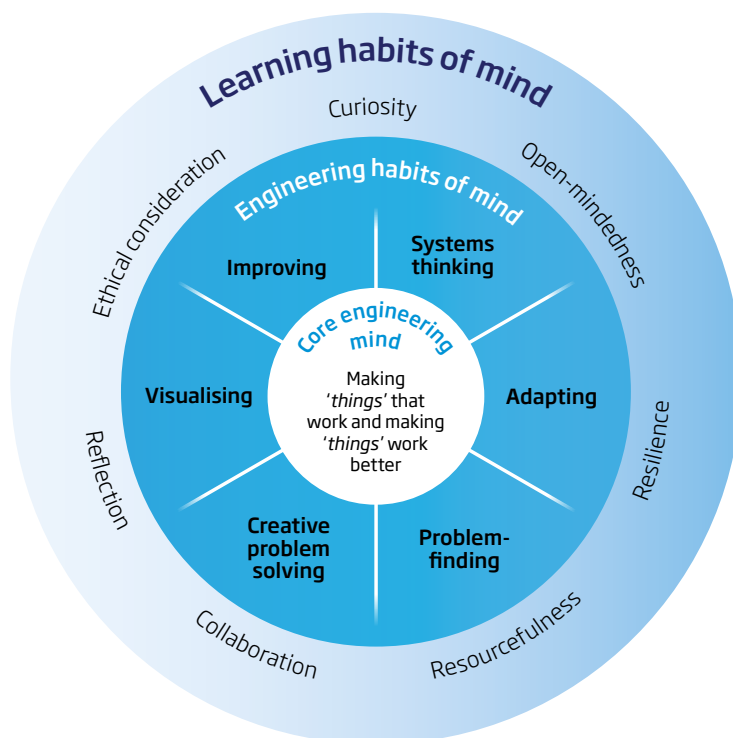 Learning habits of mind
Curiosity
Open-mindedness
Resilience
Resourcefulness
Collaboration
Reflection
Ethical consideration
Engineering habits of mind
Systems
thinking
Adapting
Problem-
finding
Creative
problem
solving
Visualising
Improving
Core engineering
mind
Making
'things' that
work and making
'things' work
better